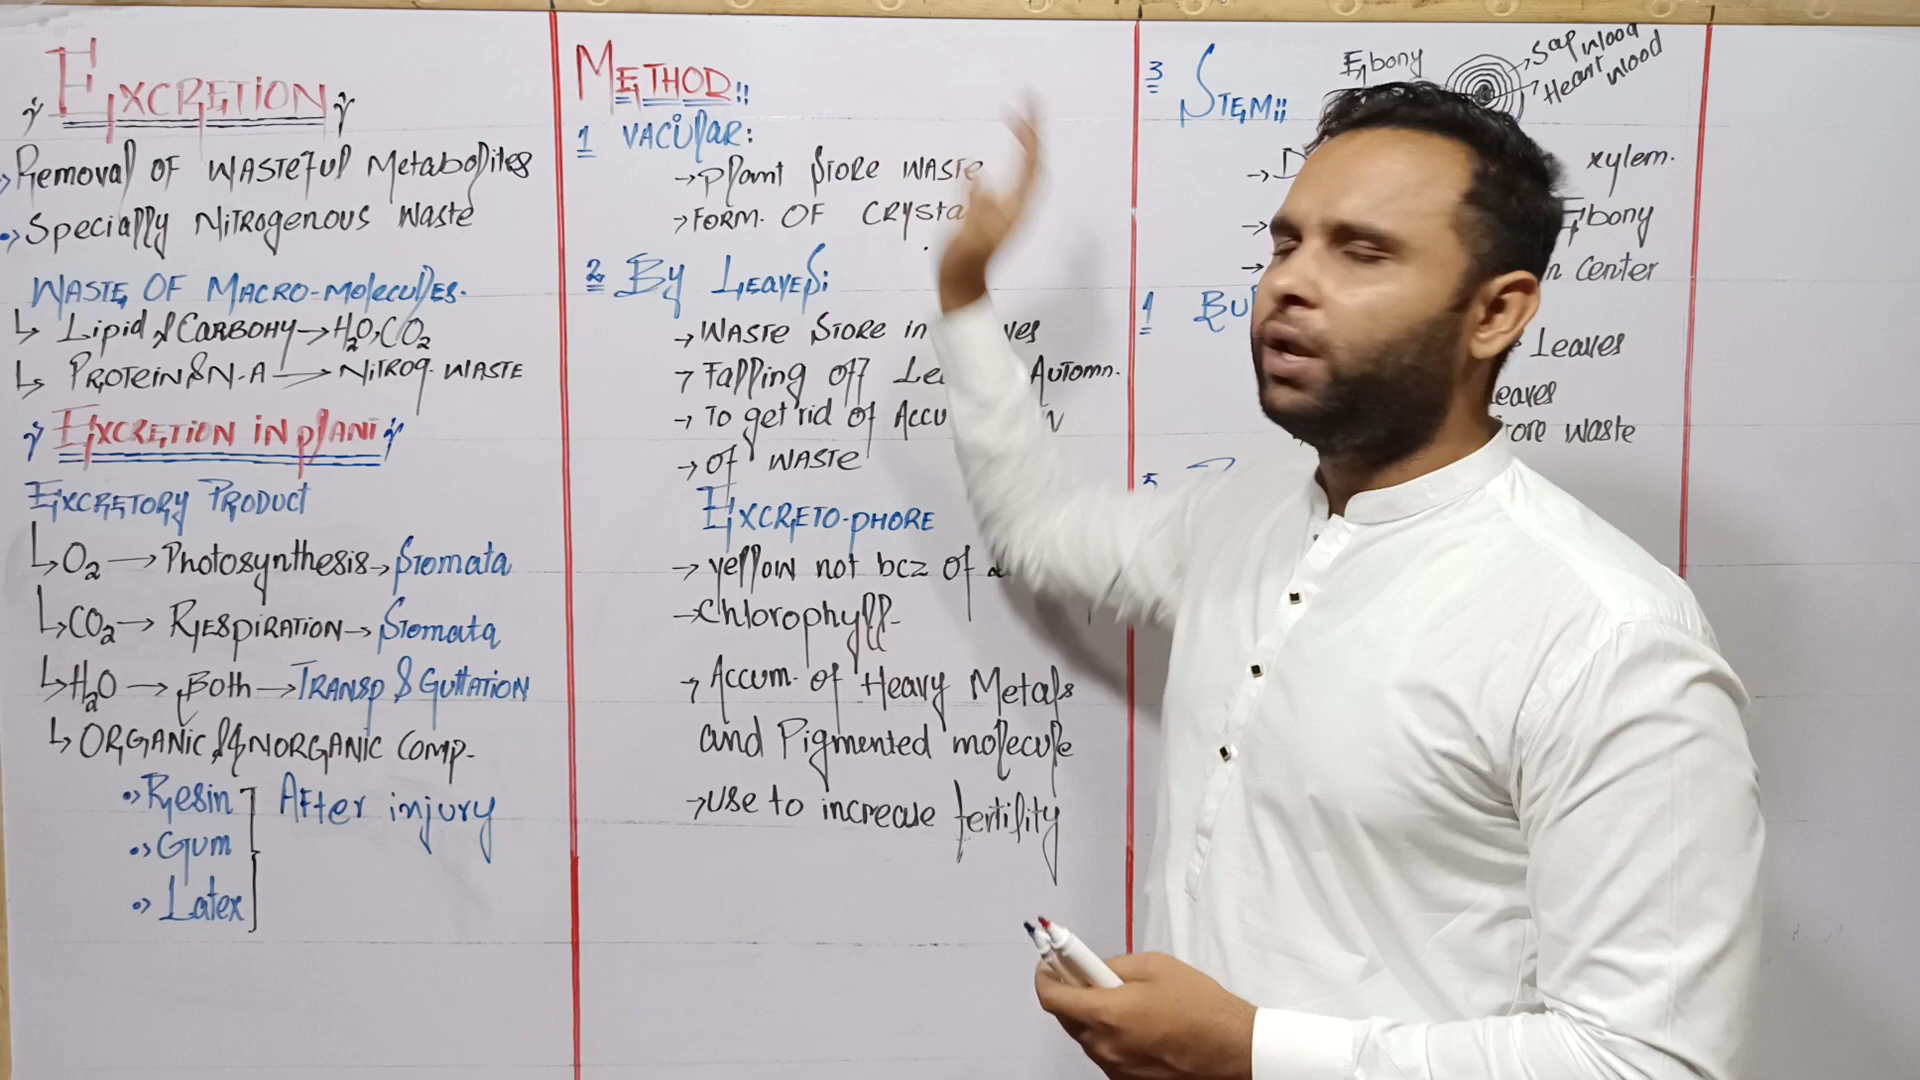 EXCRETION
Removal OF WASTEfUl Metabolites
Specially Nitrogenous Waste
WASTE OF MACRO-MOlecULES.
Lipid & CARBOHY → H2O, CO2
PROTEIN & N-A → NITROG. WASTE
EXCRETION IN plANT
EXCRETORY PRODUCT
O2 → Photosynthesis → Stomata
CO2 → RESPIRATION → Stomata
H2O → Both → TRANSP & GUTTATION
ORGANIC & INORGANIC COMP-
Resin
Gum
Latex
After injury
METHOD::
1 VACUlaR:
→ Plant STORE WASTE
→ FORM. OF CRYSTA
2 By LEAVES:
→ WASTE STORE in
→ Falling off Le AUTOMN.
→ To get rid of Accu
→ Of WASTE
EXCRETO-PHORE
→ yellow not bcz of
→ Chlorophyll
→ Accum. of Heavy Metals
and Pigmented molecule
→ USE to increaue fertility
3 STEM::
Ebony
→ Sap Wood
→ Heart Wood
xylem.
Ebony
Center
Leaves
Waste